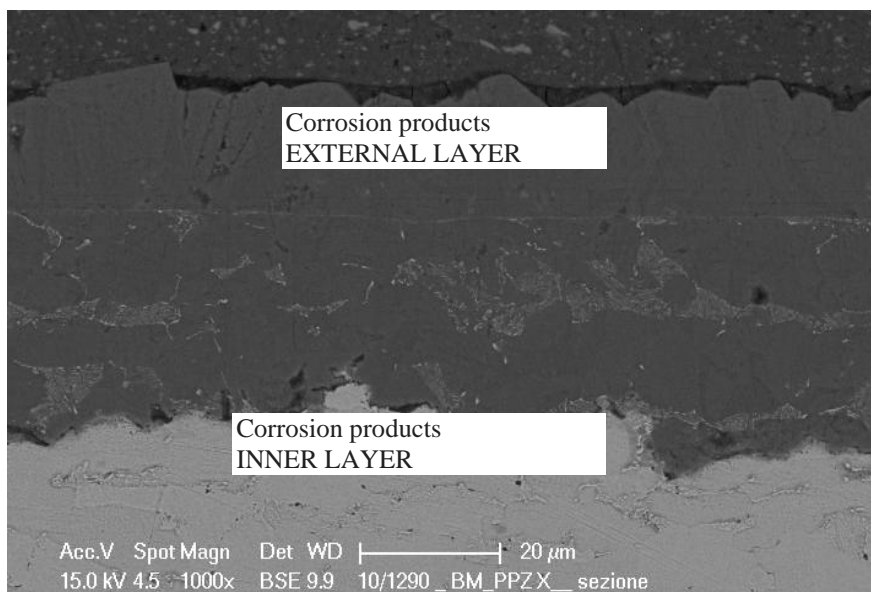 Corrosion products
EXTERNAL LAYER
Corrosion products
INNER LAYER
Acc.V Spot Magn Det WD 20 µm
15.0 kV 4.5 1000x BSE 9.9 10/1290 _ BM_PPZ X__ sezione